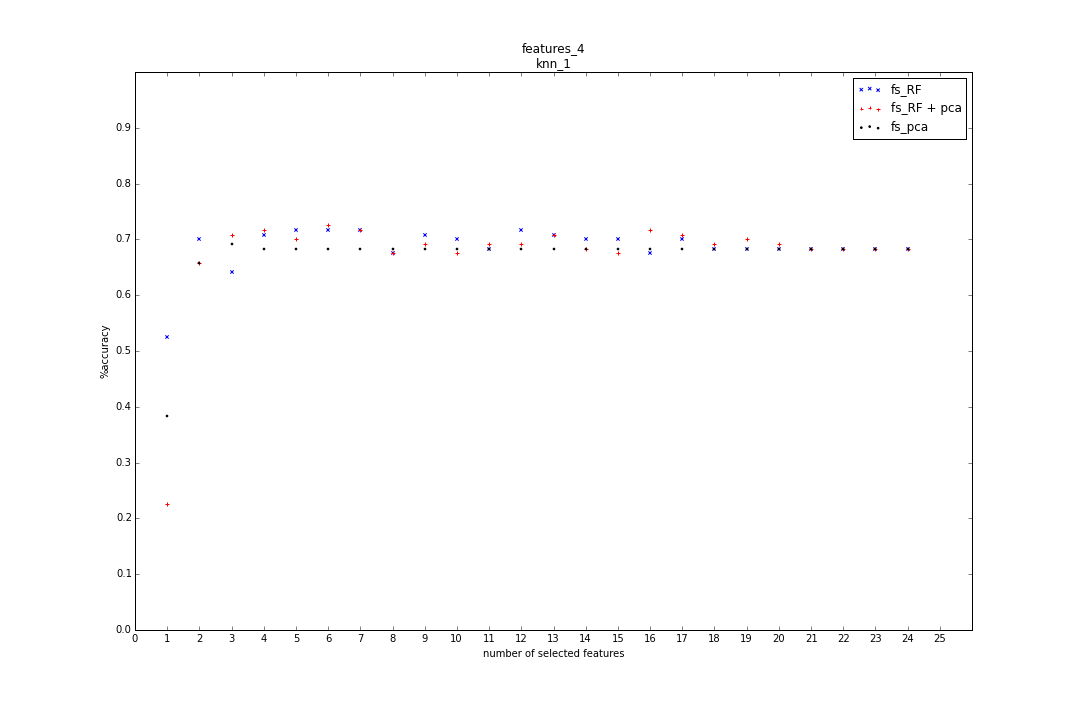 features_4
knn_1
fs_RF
fs_RF + pca
fs_pca
%accuracy
0.9
0.8
0.7
0.6
0.5
0.4
0.3
0.2
0.1
0.0
0 1 2 3 4 5 6 7 8 9 10 11 12 13 14 15 16 17 18 19 20 21 22 23 24 25
number of selected features